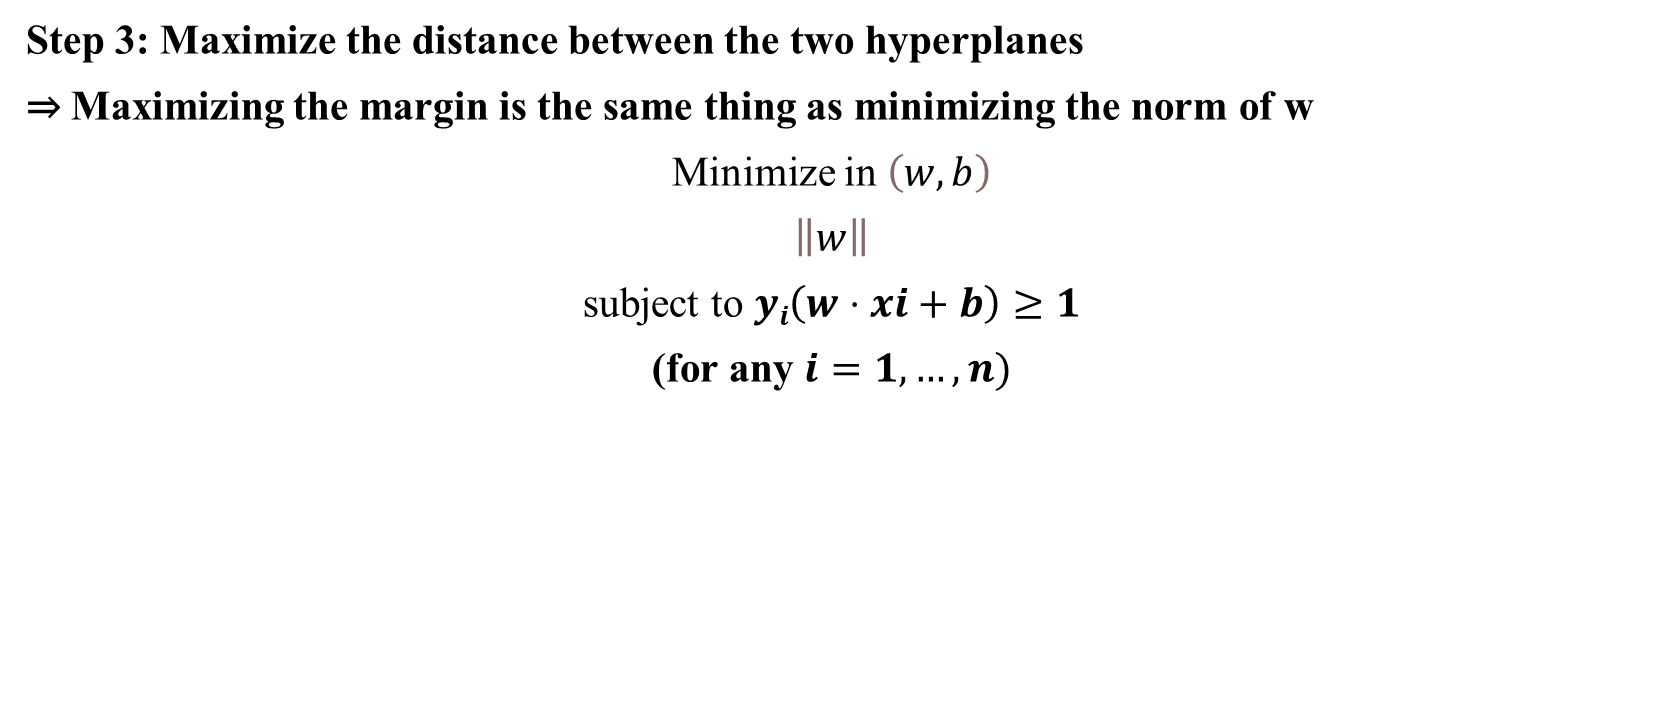 Step 3: Maximize the distance between the two hyperplanes
⇒ Maximizing the margin is the same thing as minimizing the norm of w
Minimize in (w, b)
||w||
subject to yᵢ(w · xi + b) ≥ 1
(for any i = 1, … , n)